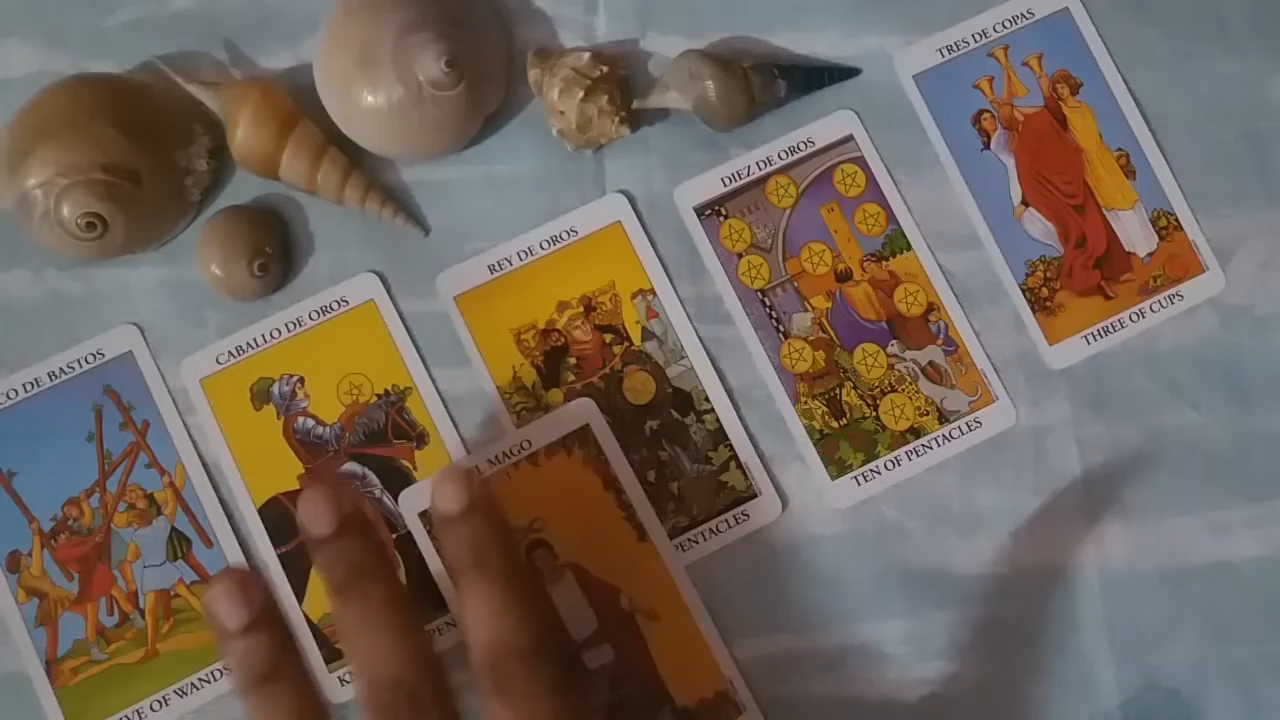 CO DE BASTOS
IVE OF WANDS
CABALLO DE OROS
REY DE OROS
PENTACLES
DIEZ DE OROS
TEN OF PENTACLES
TRES DE COPAS
THREE OF CUPS
EL MAGO